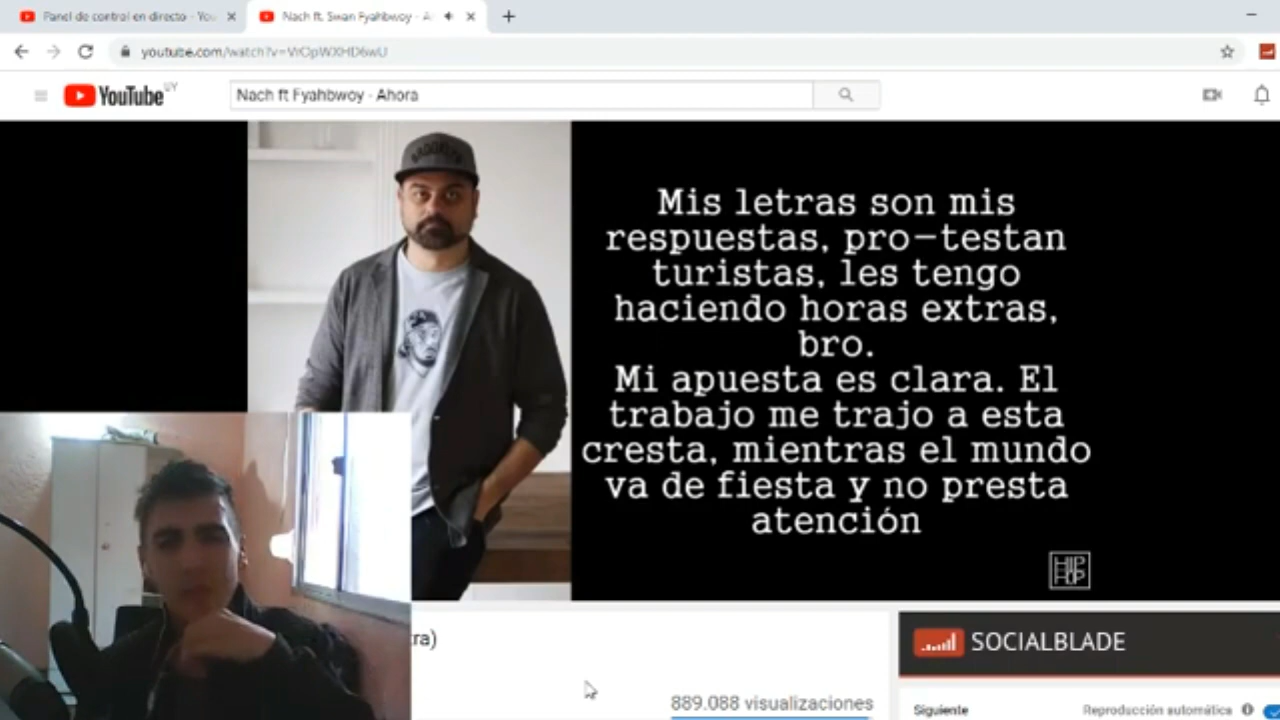 Panel de control en directo - You
Nach ft. Swan Fyahbwoy - A
youtube.com/watch?v=
YouTube UY
Nach ft Fyahbwoy - Ahora
BROOKLYN
Mis letras son mis
respuestas, pro-testan
turistas, les tengo
haciendo horas extras,
bro.
Mi apuesta es clara. El
trabajo me trajo a esta
cresta, mientras el mundo
va de fiesta y no presta
atención
HIP
HOP
tra)
SOCIALBLADE
889.088 visualizaciones
Siguiente
Reproducción automática